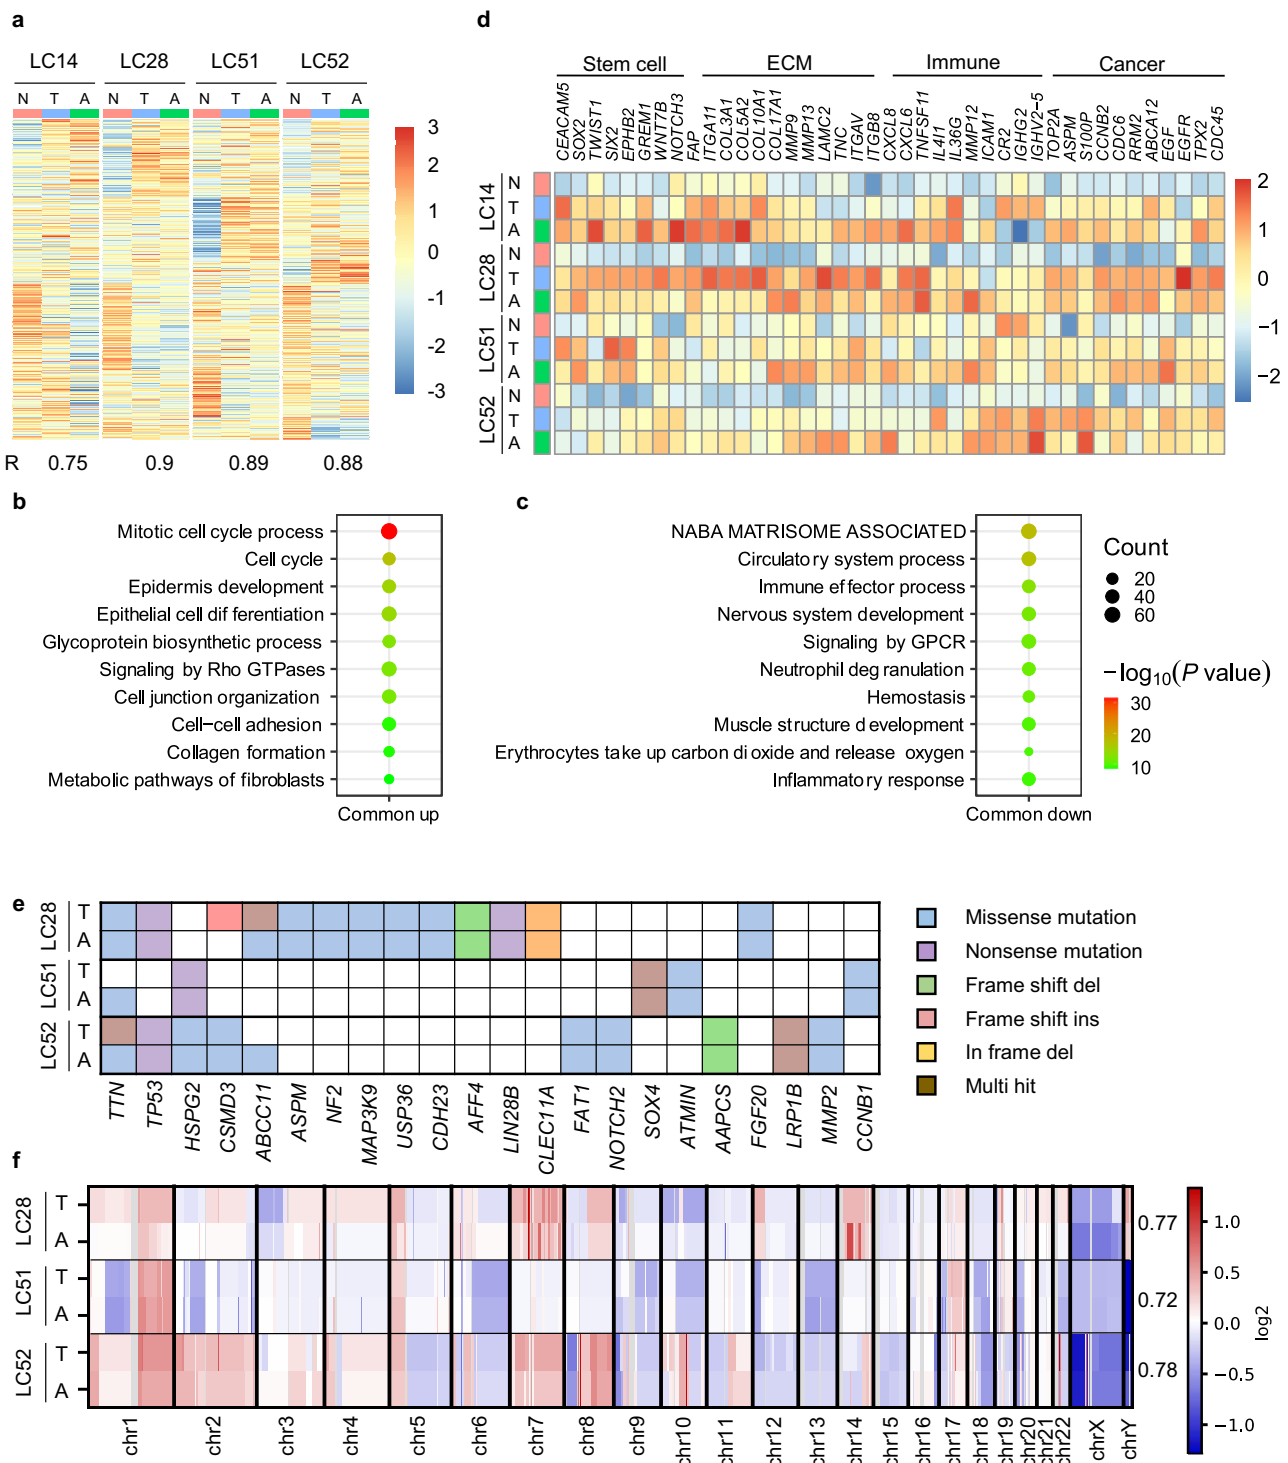 a
LC14 LC28 LC51 LC52
N T A N T A N T A N T A
3
2
1
0
-1
-2
-3
R 0.75 0.9 0.89 0.88
d
Stem cell ECM Immune Cancer
CEACAM5 SOX2 TWIST1 SIX2 EPHB2 GREM1 WNT7B NOTCH3 FAP ITGA11 COL3A1 COL5A2 COL10A1 COL17A1 MMP9 MMP13 LAMC2 TNC ITGAV ITGB8 CXCL8 CXCL6 TNFSF11 IL4I1 IL36G MMP12 ICAM1 CR2 IGHG2 IGHV2-5 TOP2A ASPM S100P CCNB2 CDC6 RRM2 ABCA12 EGF EGFR TPX2 CDC45
LC14 N T A
LC28 N T A
LC51 N T A
LC52 N T A
2
1
0
−1
−2
b
Mitotic cell cycle process
Cell cycle
Epidermis development
Epithelial cell dif ferentiation
Glycoprotein biosynthetic process
Signaling by Rho GTPases
Cell junction organization
Cell−cell adhesion
Collagen formation
Metabolic pathways of fibroblasts
Common up
c
NABA MATRISOME ASSOCIATED
Circulatory system process
Immune effector process
Nervous system development
Signaling by GPCR
Neutrophil deg ranulation
Hemostasis
Muscle structure d evelopment
Erythrocytes take up carbon di oxide and release oxygen
Inflammatory response
Common down
Count
20
40
60
−log10(P value)
30
20
10
e
LC28 T A
LC51 T A
LC52 T A
TTN TP53 HSPG2 CSMD3 ABCC11 ASPM NF2 MAP3K9 USP36 CDH23 AFF4 LIN28B CLEC11A FAT1 NOTCH2 SOX4 ATMIN AAPCS FGF20 LRP1B MMP2 CCNB1
Missense mutation
Nonsense mutation
Frame shift del
Frame shift ins
In frame del
Multi hit
f
LC28 T A 0.77
LC51 T A 0.72
LC52 T A 0.78
chr1 chr2 chr3 chr4 chr5 chr6 chr7 chr8 chr9 chr10 chr11 chr12 chr13 chr14 chr15 chr16 chr17 chr18 chr19 chr20 chr21 chr22 chrX chrY
1.0
0.5
0.0
−0.5
−1.0
log2